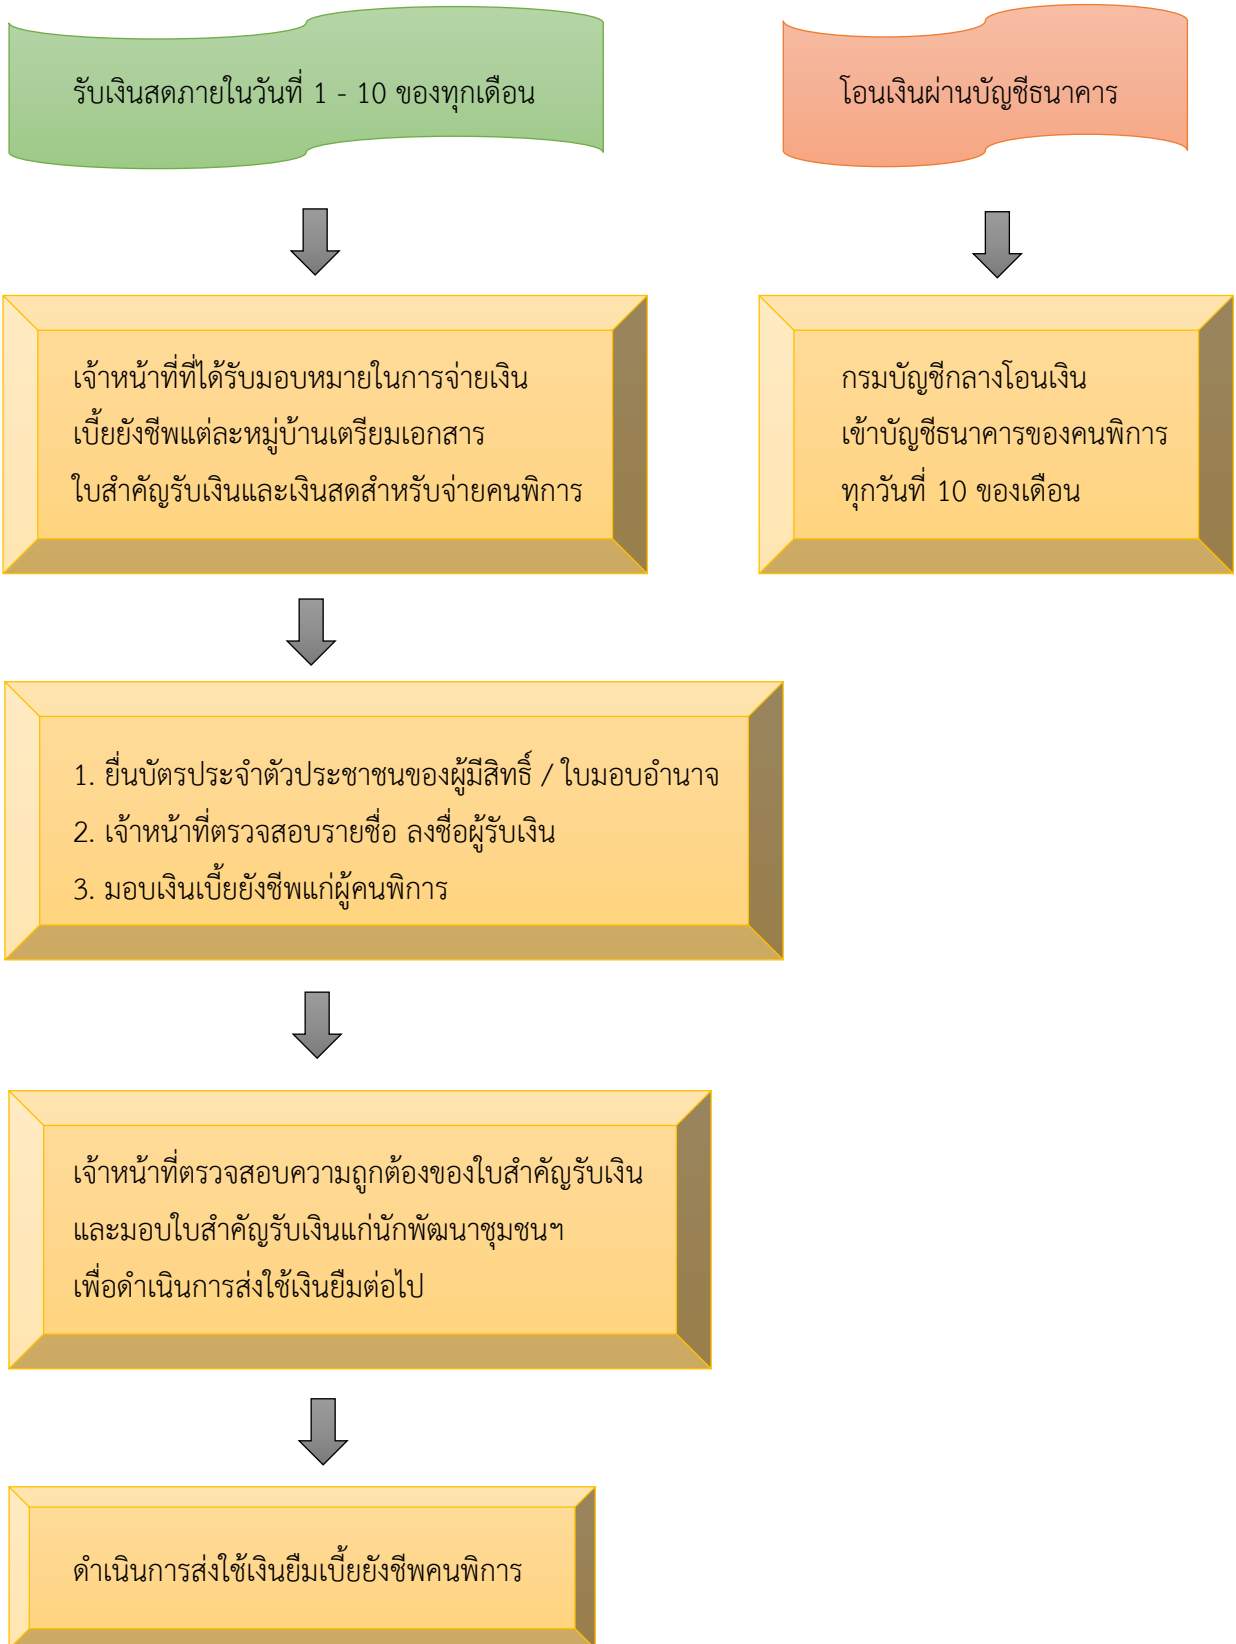 รับเงินสดภายในวันที่ 1 - 10 ของทุกเดือน
โอนเงินผ่านบัญชีธนาคาร
เจ้าหน้าที่ที่ได้รับมอบหมายในการจ่ายเงิน
เบี้ยยังชีพแต่ละหมู่บ้านเตรียมเอกสาร
ใบสำคัญรับเงินและเงินสดสำหรับจ่ายคนพิการ
กรมบัญชีกลางโอนเงิน
เข้าบัญชีธนาคารของคนพิการ
ทุกวันที่ 10 ของเดือน
1. ยื่นบัตรประจำตัวประชาชนของผู้มีสิทธิ์ / ใบมอบอำนาจ
2. เจ้าหน้าที่ตรวจสอบรายชื่อ ลงชื่อผู้รับเงิน
3. มอบเงินเบี้ยยังชีพแก่ผู้คนพิการ
เจ้าหน้าที่ตรวจสอบความถูกต้องของใบสำคัญรับเงิน
และมอบใบสำคัญรับเงินแก่นักพัฒนาชุมชนฯ
เพื่อดำเนินการส่งใช้เงินยืมต่อไป
ดำเนินการส่งใช้เงินยืมเบี้ยยังชีพคนพิการ